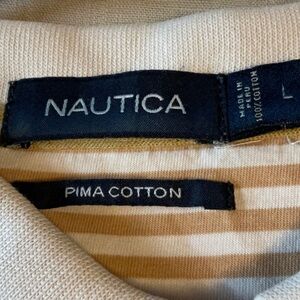 NAUTICA
MADE IN
PERU
100% COTTON
L
PIMA COTTON